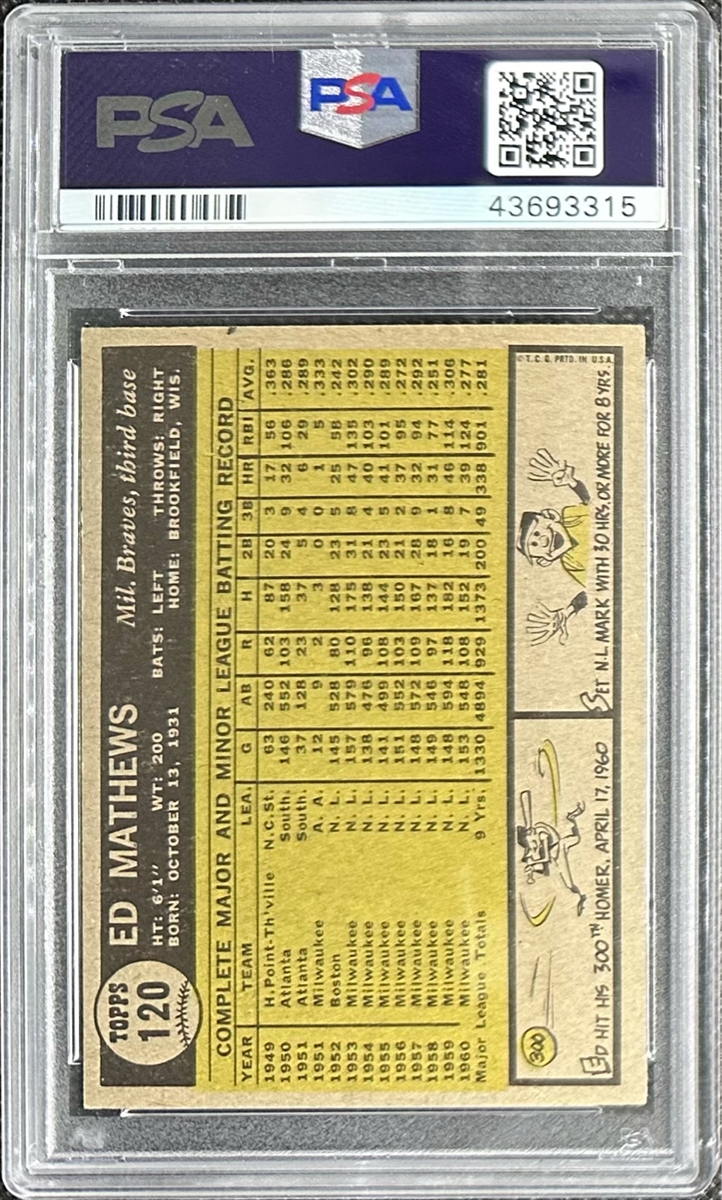 PSA
PSA
43693315
TOPPS
120
ED MATHEWS
Mil. Braves, third base
HT: 6'1" WT: 200 BATS: LEFT THROWS: RIGHT
BORN: OCTOBER 13, 1931 HOME: BROOKFIELD, WIS.
COMPLETE MAJOR AND MINOR LEAGUE BATTING RECORD
YEAR TEAM LEA. G AB R H 2B 3B HR RBI AVG.
1949 H. Point-Th'ville N.C.St. 63 240 62 87 20 3 17 56 .363
1950 Atlanta South. 146 552 103 158 24 9 32 106 .286
1951 Atlanta South. 37 128 23 37 5 4 6 29 .289
1951 Milwaukee A. A. 12 9 2 3 0 0 1 5 .333
1952 Boston N. L. 145 528 80 128 23 5 25 58 .242
1953 Milwaukee N. L. 157 579 110 175 31 8 47 135 .302
1954 Milwaukee N. L. 138 476 96 138 21 4 40 103 .290
1955 Milwaukee N. L. 141 499 108 144 23 5 41 101 .289
1956 Milwaukee N. L. 151 552 103 150 21 2 37 95 .272
1957 Milwaukee N. L. 148 572 109 167 28 9 32 94 .292
1958 Milwaukee N. L. 149 546 97 137 18 1 31 77 .251
1959 Milwaukee N. L. 148 594 118 182 16 8 46 114 .306
1960 Milwaukee N. L. 153 548 108 152 19 7 39 124 .277
Major League Totals 9 Yrs. 1330 4894 929 1373 200 49 338 901 .281
300
ED HIT HIS 300TH HOMER, APRIL 17, 1960
SET N.L. MARK WITH 30 HRS. OR MORE FOR 8 YRS.
© T.C.G. PRTD. IN U.S.A.
PSA